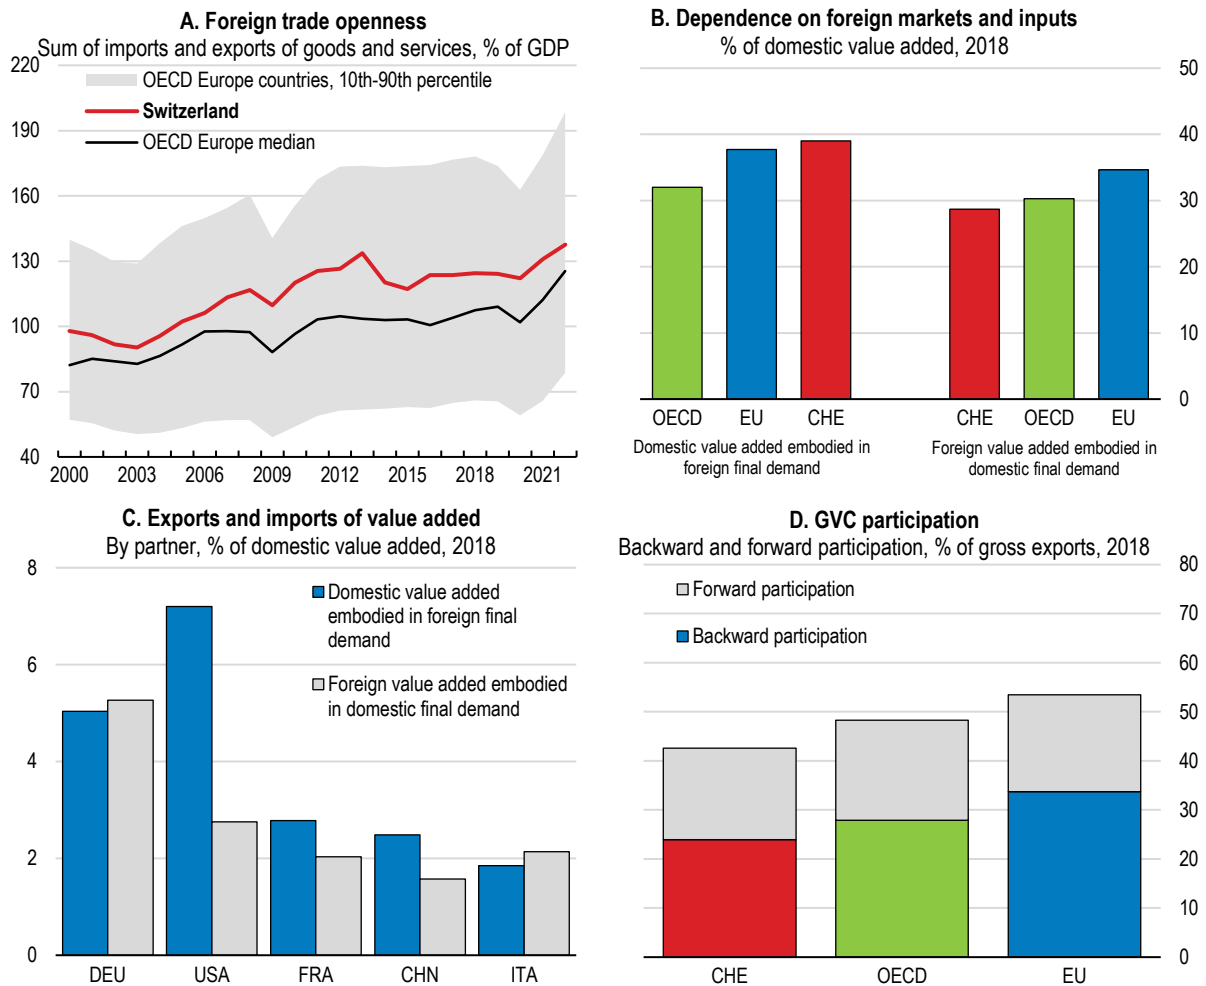 A. Foreign trade openness
Sum of imports and exports of goods and services, % of GDP
220
190
160
130
100
70
40
OECD Europe countries, 10th-90th percentile
Switzerland
OECD Europe median
2000 2003 2006 2009 2012 2015 2018 2021
B. Dependence on foreign markets and inputs
% of domestic value added, 2018
50
40
30
20
10
0
OECD EU CHE CHE OECD EU
Domestic value added embodied in
foreign final demand
Foreign value added embodied in
domestic final demand
C. Exports and imports of value added
By partner, % of domestic value added, 2018
8
6
4
2
0
Domestic value added
embodied in foreign final
demand
Foreign value added embodied
in domestic final demand
DEU USA FRA CHN ITA
D. GVC participation
Backward and forward participation, % of gross exports, 2018
80
70
60
50
40
30
20
10
0
Forward participation
Backward participation
CHE OECD EU